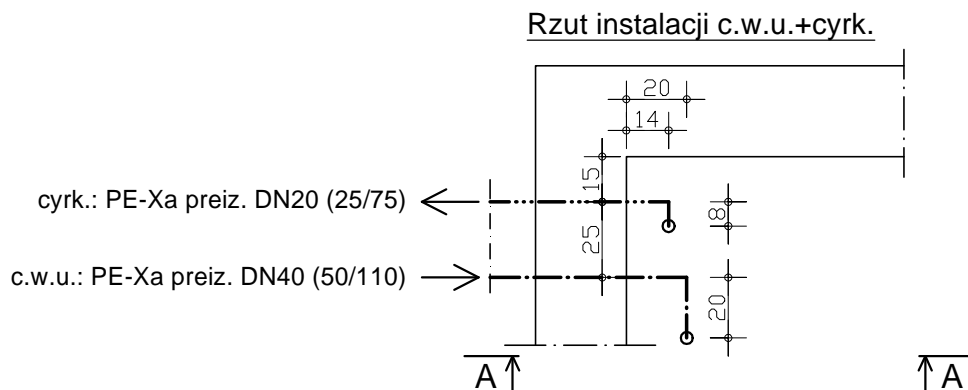 Rzut instalacji c.w.u.+cyrk.
20
14
15
cyrk.: PE-Xa preiz. DN20 (25/75)
8
25
c.w.u.: PE-Xa preiz. DN40 (50/110)
20
A A